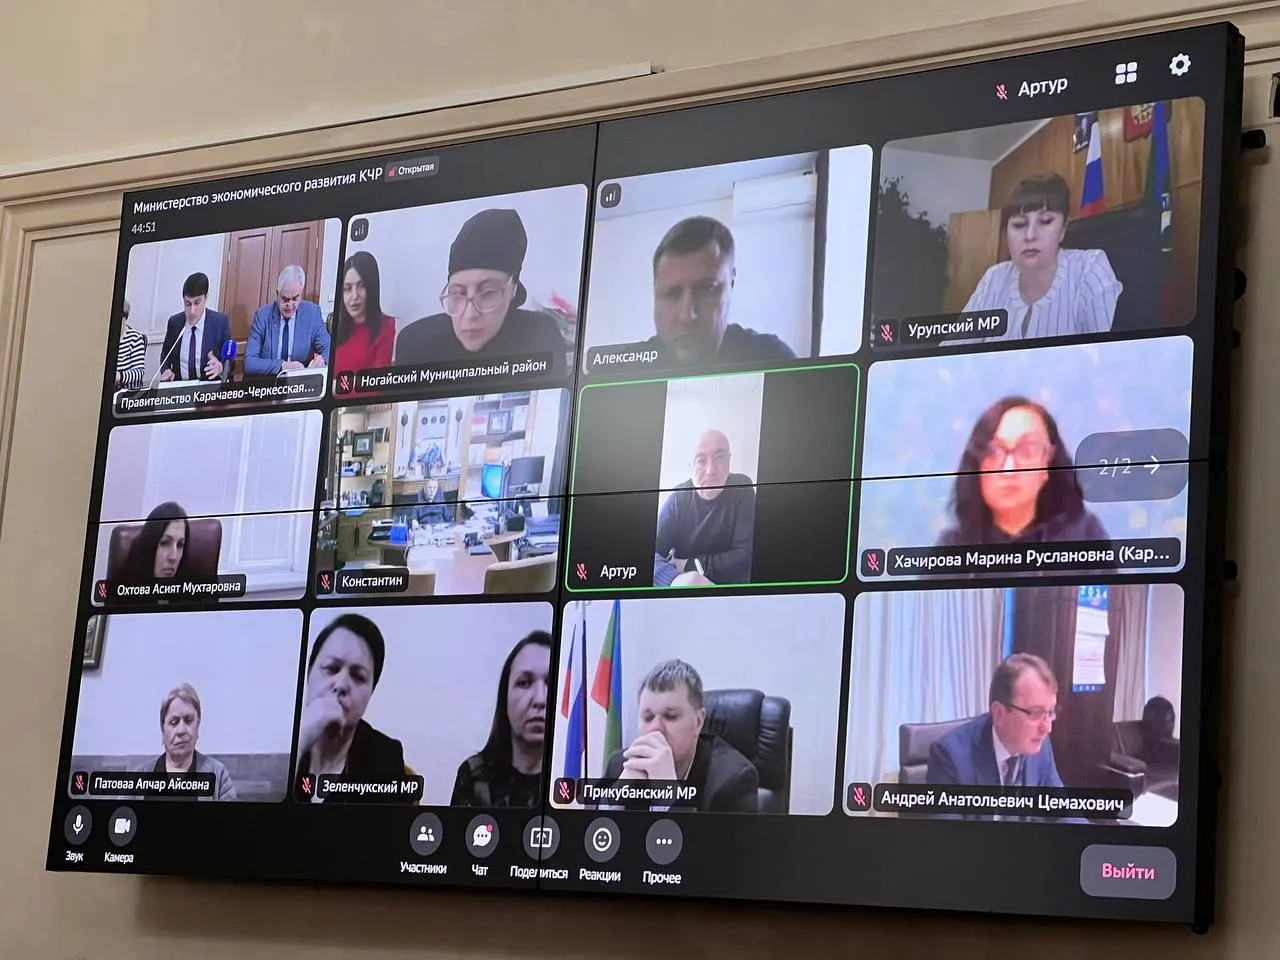 Артур
Министерство экономического развития КЧР
Открытая
44:51
Правительство Карачаево-Черкесская...
Ногайский Муниципальный район
Александр
Урупский МР
Охтова Асият Мухтаровна
Константин
Артур
Хачирова Марина Руслановна (Кар...
2/2
Патоваа Апчар Айсовна
Зеленчукский МР
Прикубанский МР
2024
Андрей Анатольевич Цемахович
Звук
Камера
Участники
Чат
Поделиться
Реакции
Прочее
Выйти